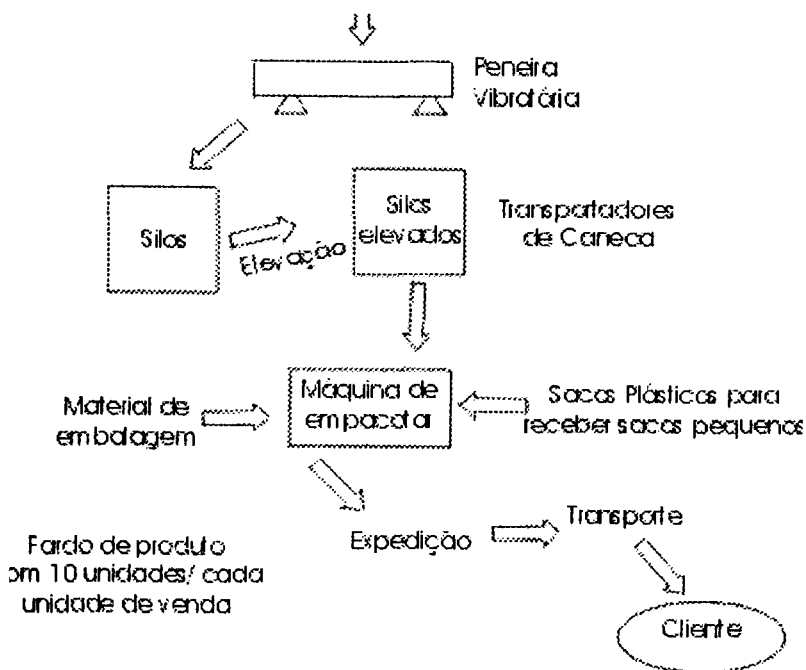 Peneira
Vibratória
Silos
Elevação
Silos
elevados
Transportadores
de Caneca
Material de
embalagem
Máquina de
empacotar
Sacos Plásticos para
receber sacos pequenos
Fardo de produto
om 10 unidades/ cada
unidade de venda
Expedição
Transporte
Cliente